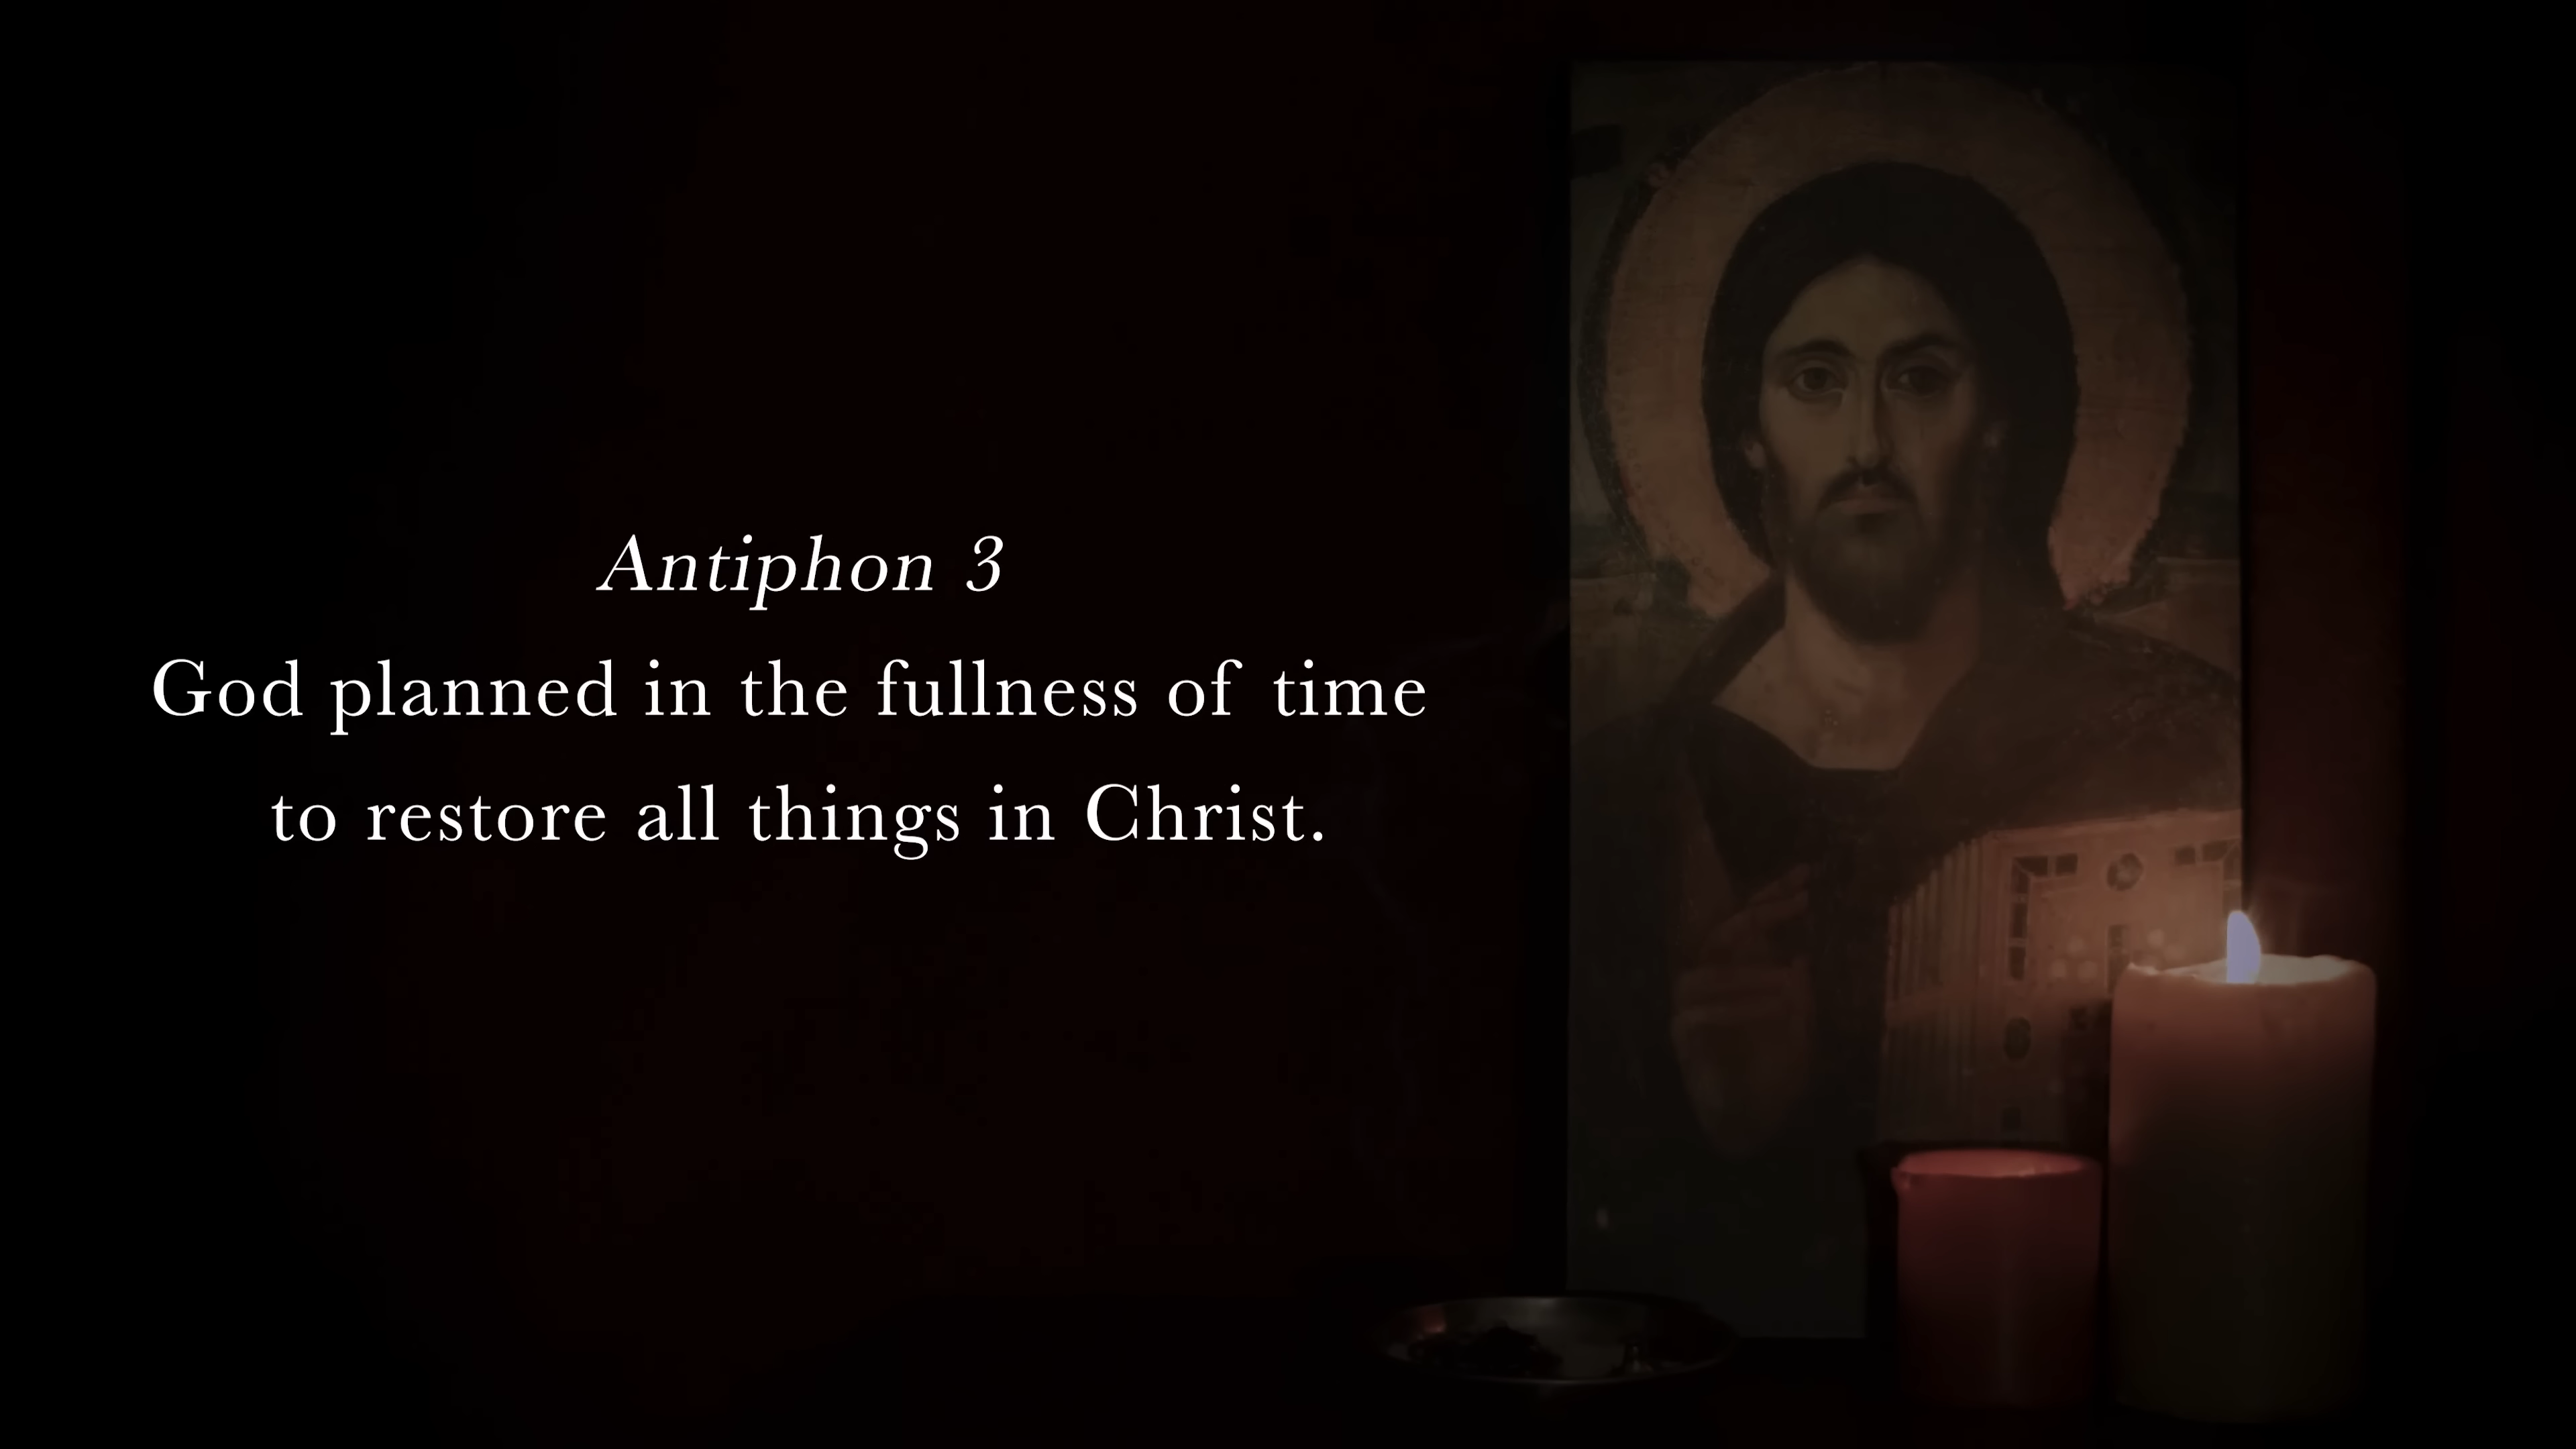 Antiphon 3
God planned in the fullness of time
to restore all things in Christ.